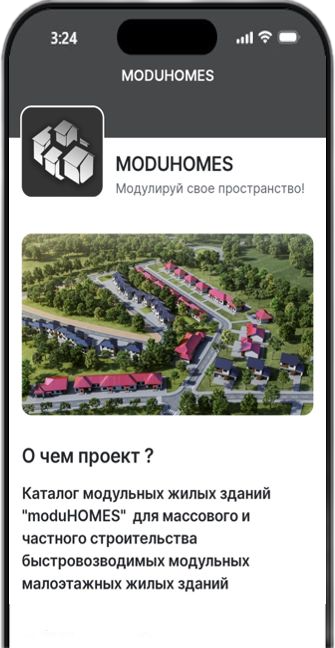 3:24
MODUHOMES
MODUHOMES
Модулируй свое пространство!
О чем проект ?
Каталог модульных жилых зданий
"moduHOMES" для массового и
частного строительства
быстровозводимых модульных
малоэтажных жилых зданий